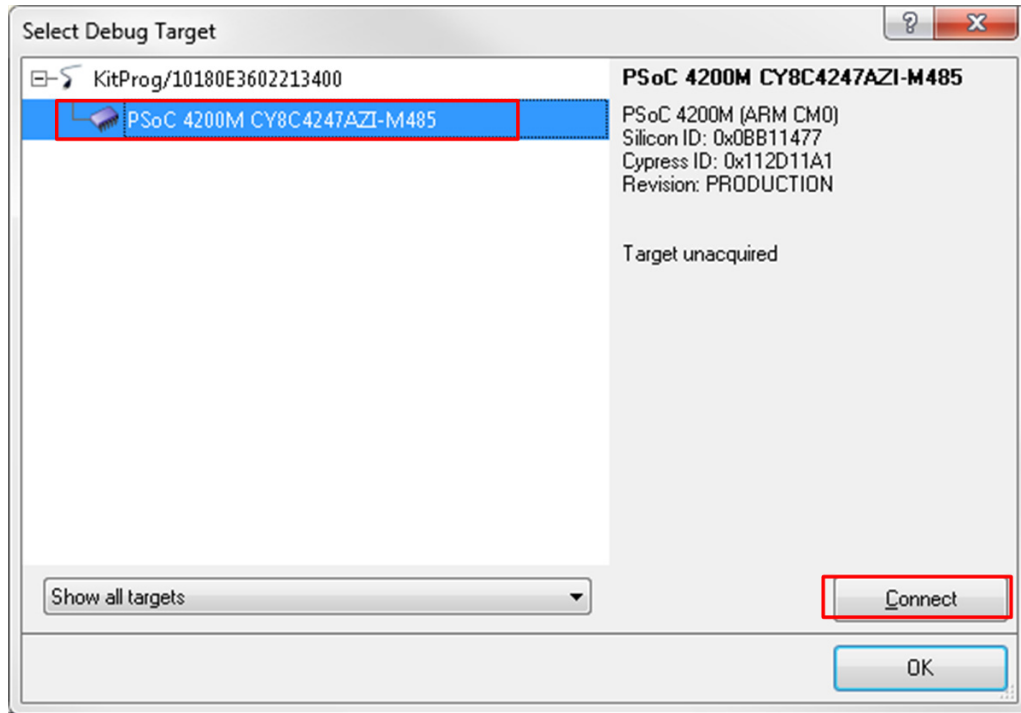 Select Debug Target
?
KitProg/10180E3602213400
PSoC 4200M CY8C4247AZI-M485
PSoC 4200M CY8C4247AZI-M485
PSoC 4200M (ARM CM0)
Silicon ID: 0x0BB11477
Cypress ID: 0x112D11A1
Revision: PRODUCTION
Target unacquired
Show all targets
Connect
OK